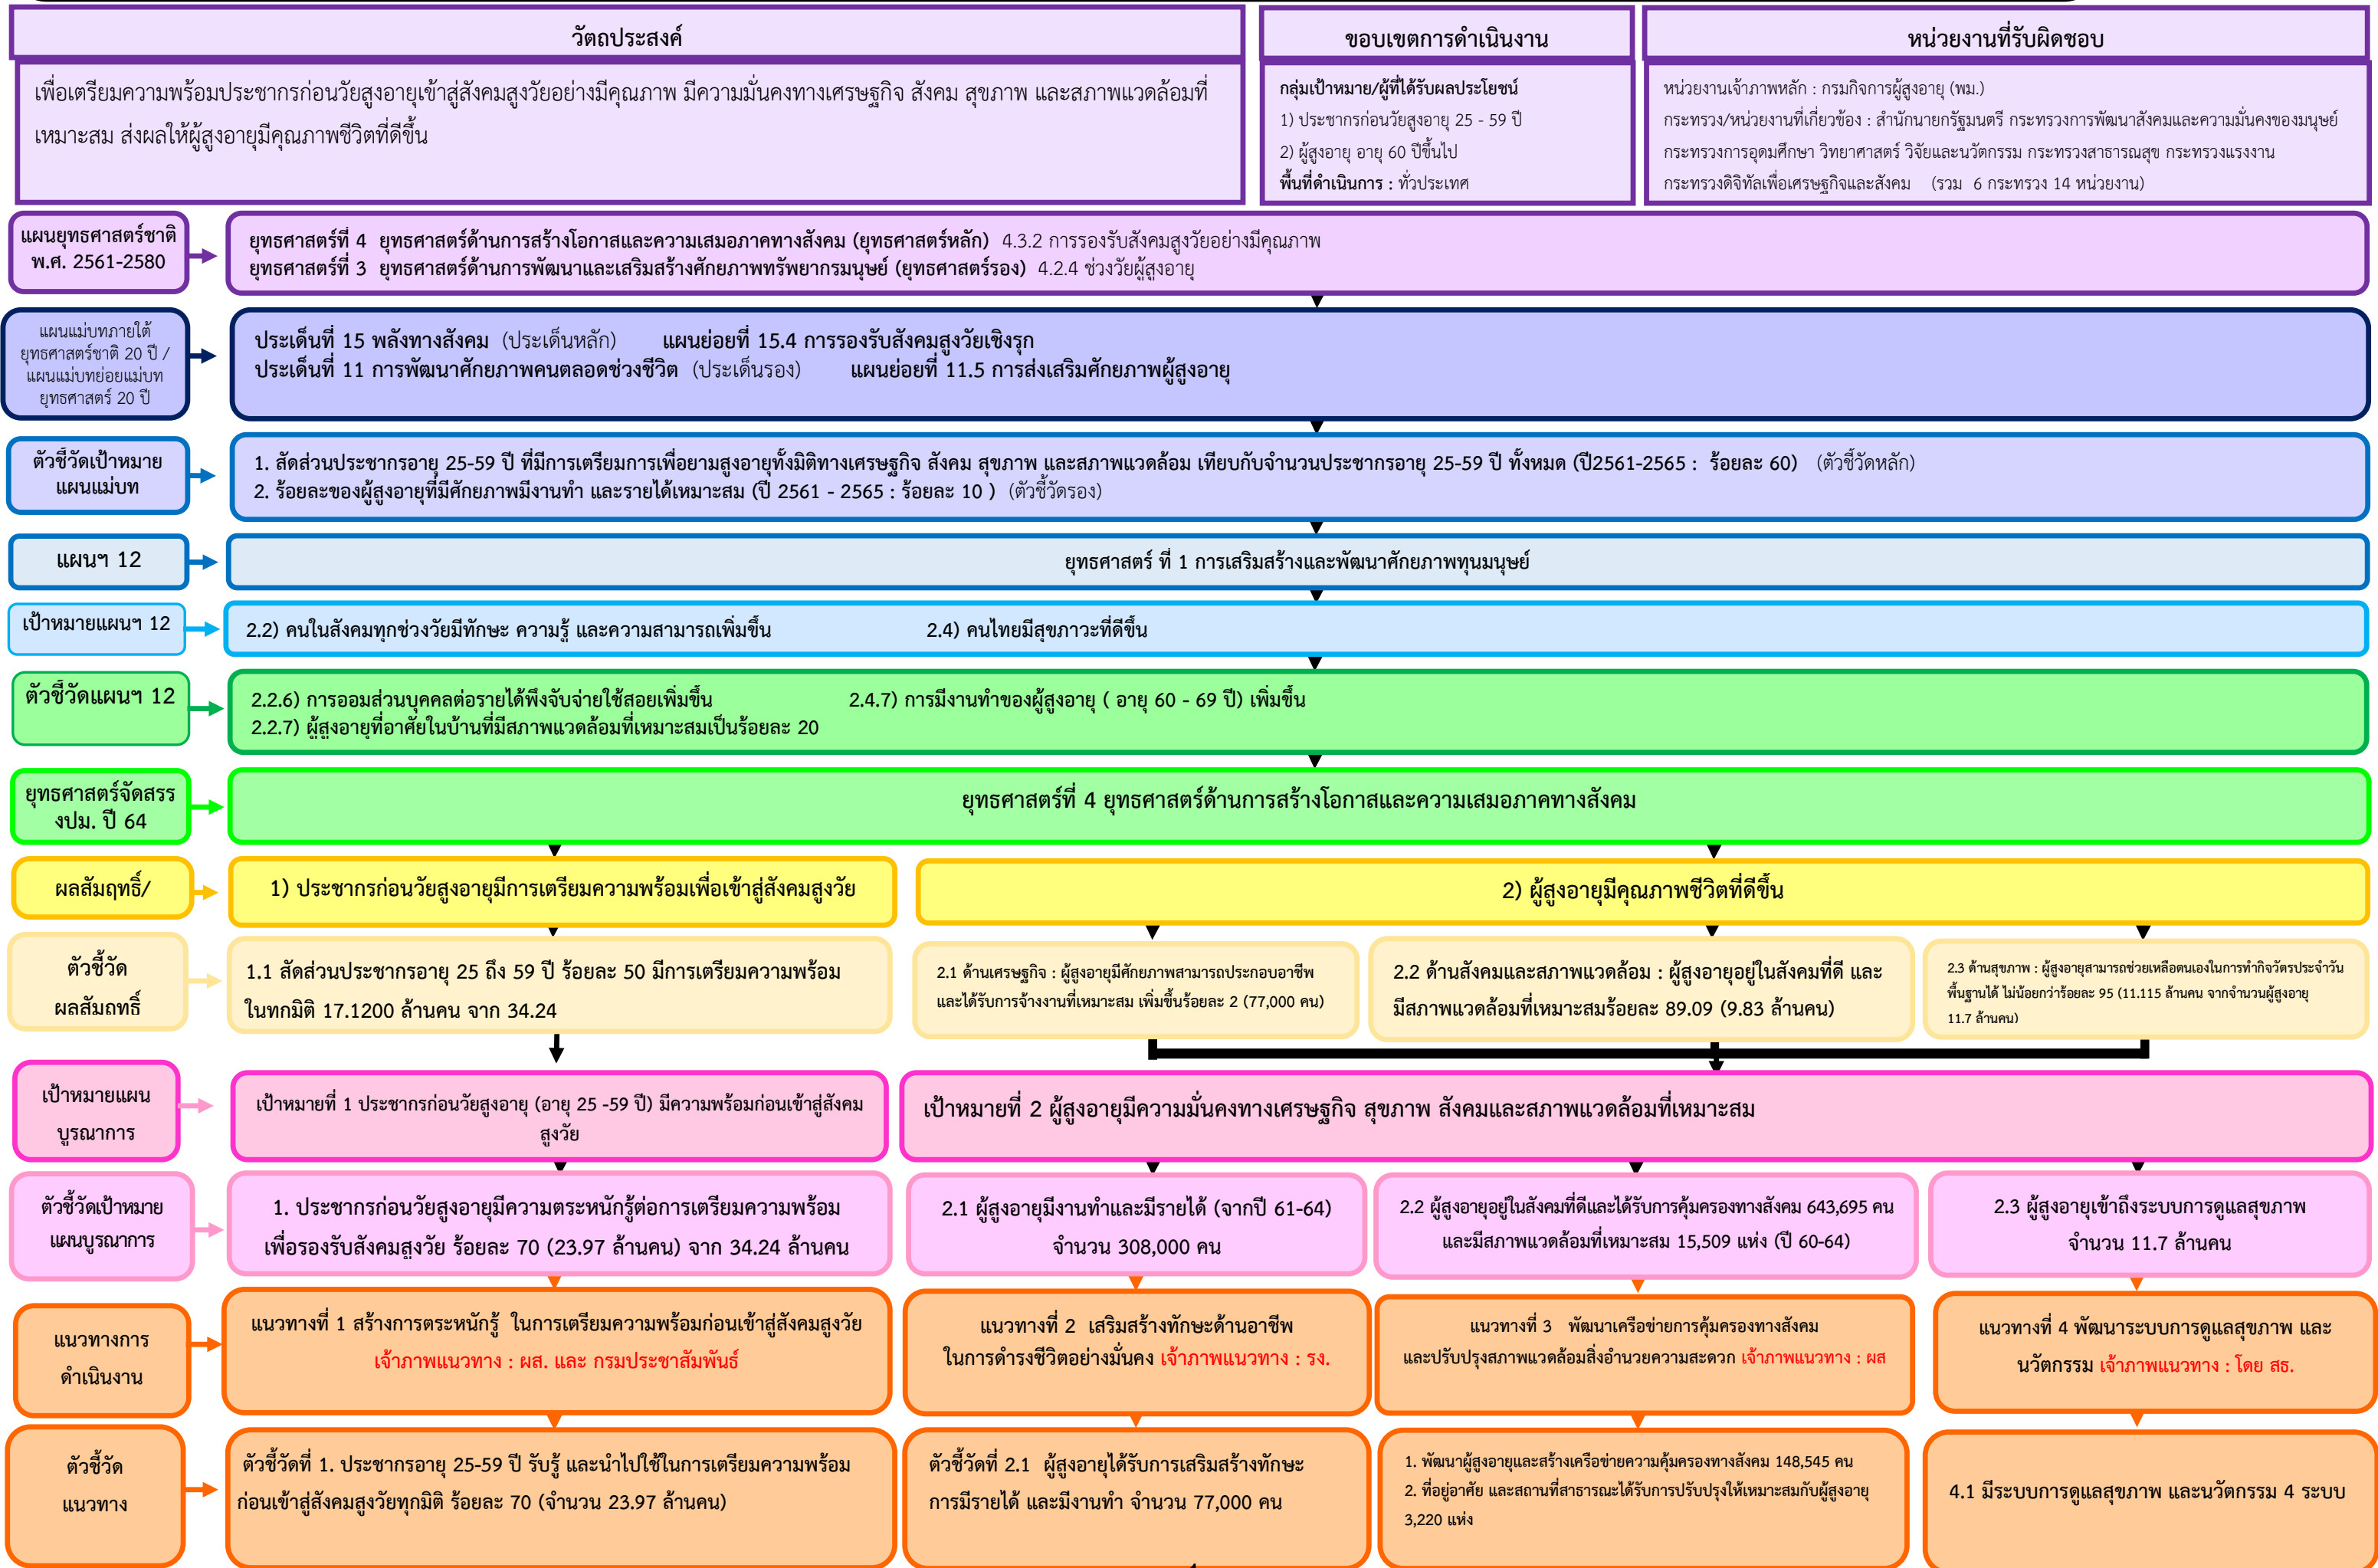 วัตถุประสงค์
เพื่อเตรียมความพร้อมประชากรก่อนวัยสูงอายุเข้าสู่สังคมสูงวัยอย่างมีคุณภาพ มีความมั่นคงทางเศรษฐกิจ สังคม สุขภาพ และสภาพแวดล้อมที่
เหมาะสม ส่งผลให้ผู้สูงอายุมีคุณภาพชีวิตที่ดีขึ้น
ขอบเขตการดำเนินงาน
กลุ่มเป้าหมาย/ผู้ที่ได้รับผลประโยชน์
1) ประชากรก่อนวัยสูงอายุ 25 - 59 ปี
2) ผู้สูงอายุ อายุ 60 ปีขึ้นไป
พื้นที่ดำเนินการ : ทั่วประเทศ
หน่วยงานที่รับผิดชอบ
หน่วยงานเจ้าภาพหลัก : กรมกิจการผู้สูงอายุ (พม.)
กระทรวง/หน่วยงานที่เกี่ยวข้อง : สำนักนายกรัฐมนตรี กระทรวงการพัฒนาสังคมและความมั่นคงของมนุษย์
กระทรวงการอุดมศึกษา วิทยาศาสตร์ วิจัยและนวัตกรรม กระทรวงสาธารณสุข กระทรวงแรงงาน
กระทรวงดิจิทัลเพื่อเศรษฐกิจและสังคม (รวม 6 กระทรวง 14 หน่วยงาน)
แผนยุทธศาสตร์ชาติ
พ.ศ. 2561-2580
ยุทธศาสตร์ที่ 4 ยุทธศาสตร์ด้านการสร้างโอกาสและความเสมอภาคทางสังคม (ยุทธศาสตร์หลัก) 4.3.2 การรองรับสังคมสูงวัยอย่างมีคุณภาพ
ยุทธศาสตร์ที่ 3 ยุทธศาสตร์ด้านการพัฒนาและเสริมสร้างศักยภาพทรัพยากรมนุษย์ (ยุทธศาสตร์รอง) 4.2.4 ช่วงวัยผู้สูงอายุ
แผนแม่บทภายใต้
ยุทธศาสตร์ชาติ 20 ปี /
แผนแม่บทย่อยแม่บท
ยุทธศาสตร์ 20 ปี
ประเด็นที่ 15 พลังทางสังคม (ประเด็นหลัก) แผนย่อยที่ 15.4 การรองรับสังคมสูงวัยเชิงรุก
ประเด็นที่ 11 การพัฒนาศักยภาพคนตลอดช่วงชีวิต (ประเด็นรอง) แผนย่อยที่ 11.5 การส่งเสริมศักยภาพผู้สูงอายุ
ตัวชี้วัดเป้าหมาย
แผนแม่บท
1. สัดส่วนประชากรอายุ 25-59 ปี ที่มีการเตรียมการเพื่อยามสูงอายุทั้งมิติทางเศรษฐกิจ สังคม สุขภาพ และสภาพแวดล้อม เทียบกับจำนวนประชากรอายุ 25-59 ปี ทั้งหมด (ปี2561-2565 : ร้อยละ 60) (ตัวชี้วัดหลัก)
2. ร้อยละของผู้สูงอายุที่มีศักยภาพมีงานทำ และรายได้เหมาะสม (ปี 2561 - 2565 : ร้อยละ 10 ) (ตัวชี้วัดรอง)
แผนฯ 12
ยุทธศาสตร์ ที่ 1 การเสริมสร้างและพัฒนาศักยภาพทุนมนุษย์
เป้าหมายแผนฯ 12
2.2) คนในสังคมทุกช่วงวัยมีทักษะ ความรู้ และความสามารถเพิ่มขึ้น 2.4) คนไทยมีสุขภาวะที่ดีขึ้น
ตัวชี้วัดแผนฯ 12
2.2.6) การออมส่วนบุคคลต่อรายได้พึงจับจ่ายใช้สอยเพิ่มขึ้น 2.4.7) การมีงานทำของผู้สูงอายุ ( อายุ 60 - 69 ปี) เพิ่มขึ้น
2.2.7) ผู้สูงอายุที่อาศัยในบ้านที่มีสภาพแวดล้อมที่เหมาะสมเป็นร้อยละ 20
ยุทธศาสตร์จัดสรร
งปม. ปี 64
ยุทธศาสตร์ที่ 4 ยุทธศาสตร์ด้านการสร้างโอกาสและความเสมอภาคทางสังคม
ผลสัมฤทธิ์/
1) ประชากรก่อนวัยสูงอายุมีการเตรียมความพร้อมเพื่อเข้าสู่สังคมสูงวัย
2) ผู้สูงอายุมีคุณภาพชีวิตที่ดีขึ้น
ตัวชี้วัด
ผลสัมฤทธิ์
1.1 สัดส่วนประชากรอายุ 25 ถึง 59 ปี ร้อยละ 50 มีการเตรียมความพร้อม
ในทุกมิติ 17.1200 ล้านคน จาก 34.24
2.1 ด้านเศรษฐกิจ : ผู้สูงอายุมีศักยภาพสามารถประกอบอาชีพ
และได้รับการจ้างงานที่เหมาะสม เพิ่มขึ้นร้อยละ 2 (77,000 คน)
2.2 ด้านสังคมและสภาพแวดล้อม : ผู้สูงอายุอยู่ในสังคมที่ดี และ
มีสภาพแวดล้อมที่เหมาะสมร้อยละ 89.09 (9.83 ล้านคน)
2.3 ด้านสุขภาพ : ผู้สูงอายุสามารถช่วยเหลือตนเองในการทำกิจวัตรประจำวัน
พื้นฐานได้ ไม่น้อยกว่าร้อยละ 95 (11.115 ล้านคน จากจำนวนผู้สูงอายุ
11.7 ล้านคน)
เป้าหมายแผน
บูรณาการ
เป้าหมายที่ 1 ประชากรก่อนวัยสูงอายุ (อายุ 25 -59 ปี) มีความพร้อมก่อนเข้าสู่สังคม
สูงวัย
เป้าหมายที่ 2 ผู้สูงอายุมีความมั่นคงทางเศรษฐกิจ สุขภาพ สังคมและสภาพแวดล้อมที่เหมาะสม
ตัวชี้วัดเป้าหมาย
แผนบูรณาการ
1. ประชากรก่อนวัยสูงอายุมีความตระหนักรู้ต่อการเตรียมความพร้อม
เพื่อรองรับสังคมสูงวัย ร้อยละ 70 (23.97 ล้านคน) จาก 34.24 ล้านคน
2.1 ผู้สูงอายุมีงานทำและมีรายได้ (จากปี 61-64)
จำนวน 308,000 คน
2.2 ผู้สูงอายุอยู่ในสังคมที่ดีและได้รับการคุ้มครองทางสังคม 643,695 คน
และมีสภาพแวดล้อมที่เหมาะสม 15,509 แห่ง (ปี 60-64)
2.3 ผู้สูงอายุเข้าถึงระบบการดูแลสุขภาพ
จำนวน 11.7 ล้านคน
แนวทางการ
ดำเนินงาน
แนวทางที่ 1 สร้างการตระหนักรู้ ในการเตรียมความพร้อมก่อนเข้าสู่สังคมสูงวัย
เจ้าภาพแนวทาง : ผส. และ กรมประชาสัมพันธ์
แนวทางที่ 2 เสริมสร้างทักษะด้านอาชีพ
ในการดำรงชีวิตอย่างมั่นคง เจ้าภาพแนวทาง : รง.
แนวทางที่ 3 พัฒนาเครือข่ายการคุ้มครองทางสังคม
และปรับปรุงสภาพแวดล้อมสิ่งอำนวยความสะดวก เจ้าภาพแนวทาง : ผส
แนวทางที่ 4 พัฒนาระบบการดูแลสุขภาพ และ
นวัตกรรม เจ้าภาพแนวทาง : โดย สธ.
ตัวชี้วัด
แนวทาง
ตัวชี้วัดที่ 1. ประชากรอายุ 25-59 ปี รับรู้ และนำไปใช้ในการเตรียมความพร้อม
ก่อนเข้าสู่สังคมสูงวัยทุกมิติ ร้อยละ 70 (จำนวน 23.97 ล้านคน)
ตัวชี้วัดที่ 2.1 ผู้สูงอายุได้รับการเสริมสร้างทักษะ
การมีรายได้ และมีงานทำ จำนวน 77,000 คน
1. พัฒนาผู้สูงอายุและสร้างเครือข่ายความคุ้มครองทางสังคม 148,545 คน
2. ที่อยู่อาศัย และสถานที่สาธารณะได้รับการปรับปรุงให้เหมาะสมกับผู้สูงอายุ
3,220 แห่ง
4.1 มีระบบการดูแลสุขภาพ และนวัตกรรม 4 ระบบ